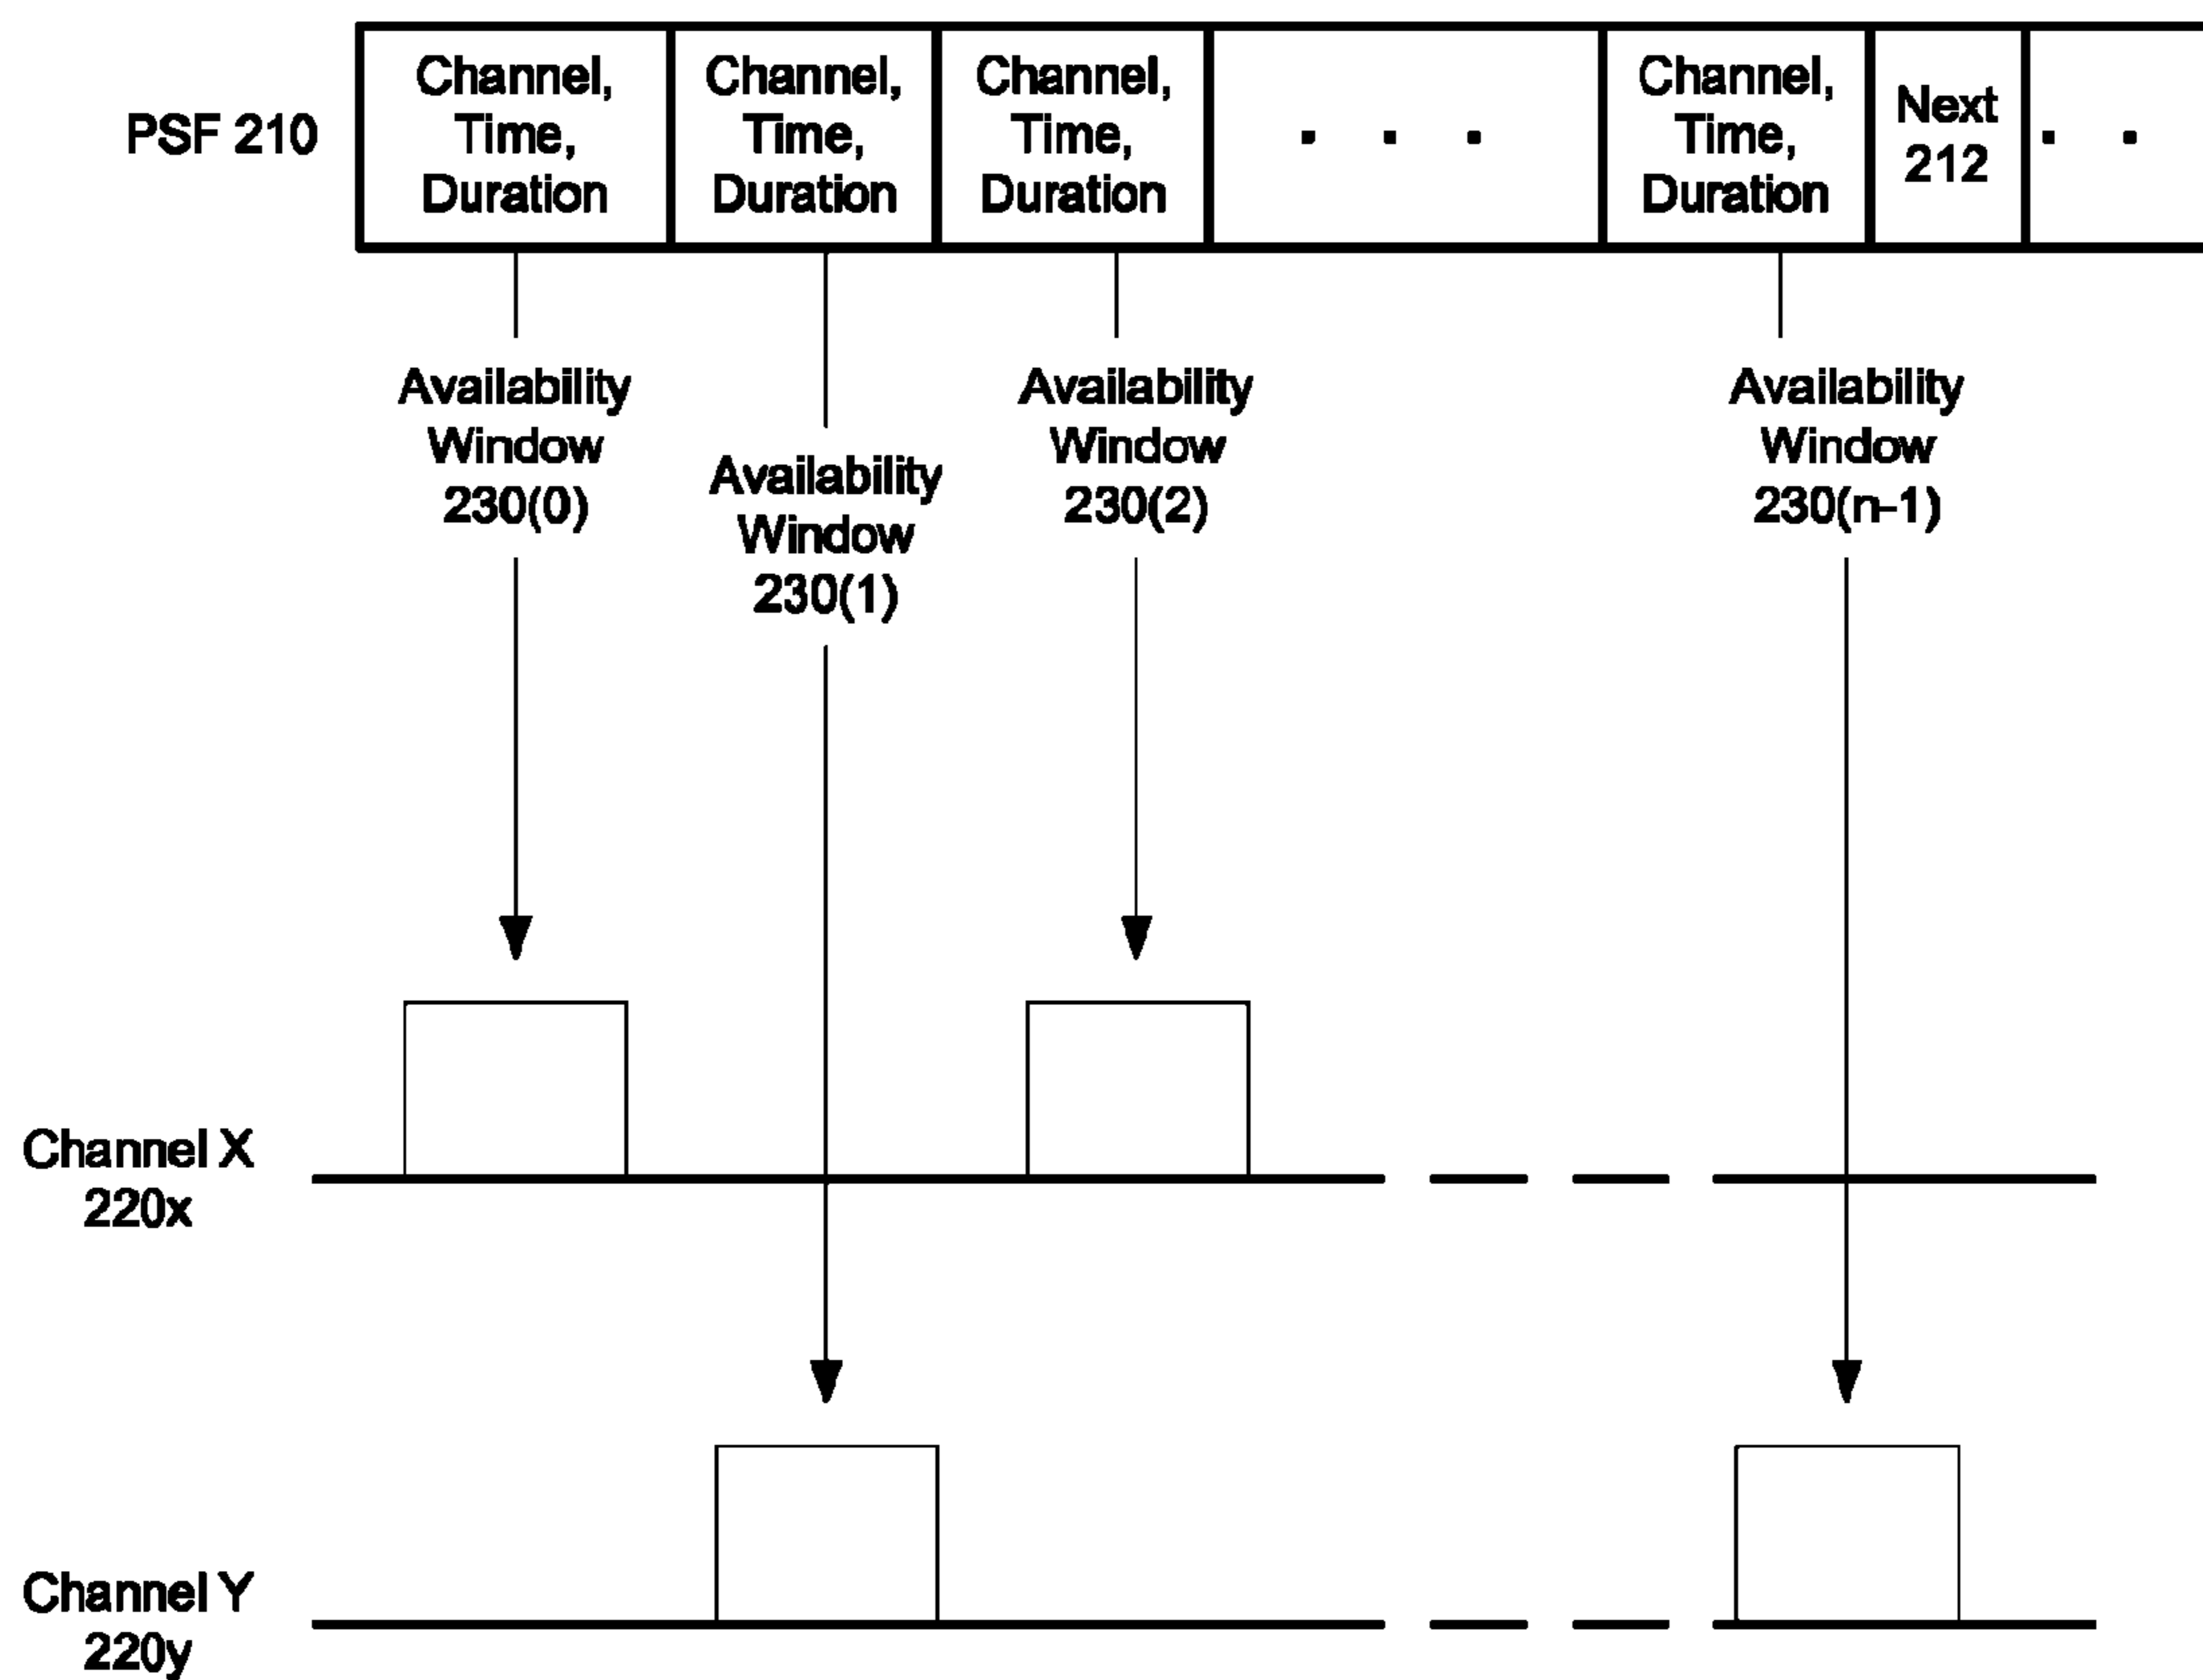 PSF 210
Channel,
Time,
Duration
Channel,
Time,
Duration
Channel,
Time,
Duration
. . .
Channel,
Time,
Duration
Next
212
. .
Availability
Window
230(0)
Availability
Window
230(1)
Availability
Window
230(2)
Availability
Window
230(n-1)
Channel X
220x
Channel Y
220y